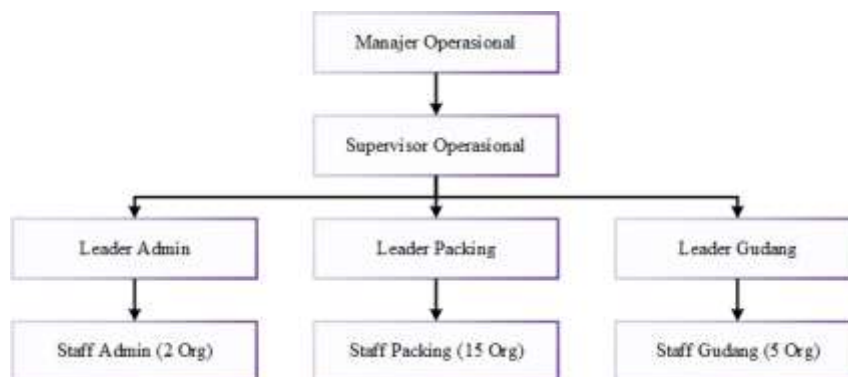 Manajer Operasional
Supervisor Operasional
Leader Admin
Leader Packing
Leader Gudang
Staff Admin (2 Org)
Staff Packing (15 Org)
Staff Gudang (5 Org)